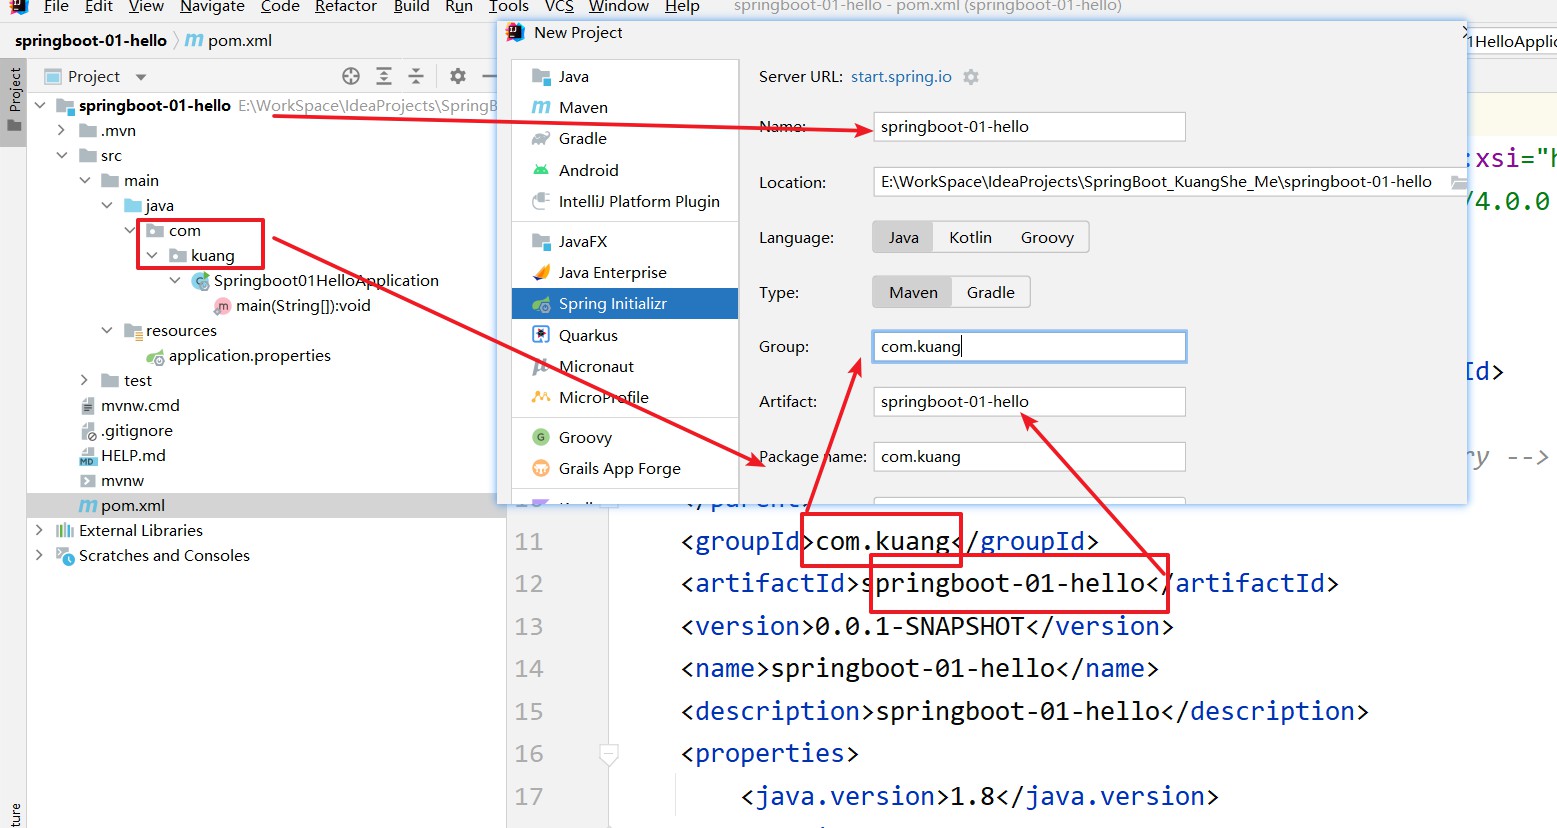 File Edit View Navigate Code Refactor Build Run Tools VCS Window Help springboot-01-hello - pom.xml (springboot-01-hello)
springboot-01-hello pom.xml
Project
Project
springboot-01-hello E:\WorkSpace\IdeaProjects\SpringB
.mvn
src
main
java
com
kuang
Springboot01HelloApplication
main(String[]):void
resources
application.properties
test
mvnw.cmd
.gitignore
HELP.md
mvnw
pom.xml
External Libraries
Scratches and Consoles
New Project
Java
Maven
Gradle
Android
IntelliJ Platform Plugin
JavaFX
Java Enterprise
Spring Initializr
Quarkus
Micronaut
MicroProfile
Groovy
Grails App Forge
Server URL: start.spring.io
Name: springboot-01-hello
Location: E:\WorkSpace\IdeaProjects\SpringBoot_KuangShe_Me\springboot-01-hello
Language: Java Kotlin Groovy
Type: Maven Gradle
Group: com.kuang
Artifact: springboot-01-hello
Package name: com.kuang
1HelloApplic
:xsi="h
/4.0.0
Id>
ry -->
11 <groupId>com.kuang</groupId>
12 <artifactId>springboot-01-hello</artifactId>
13 <version>0.0.1-SNAPSHOT</version>
14 <name>springboot-01-hello</name>
15 <description>springboot-01-hello</description>
16 <properties>
17 <java.version>1.8</java.version>
ture